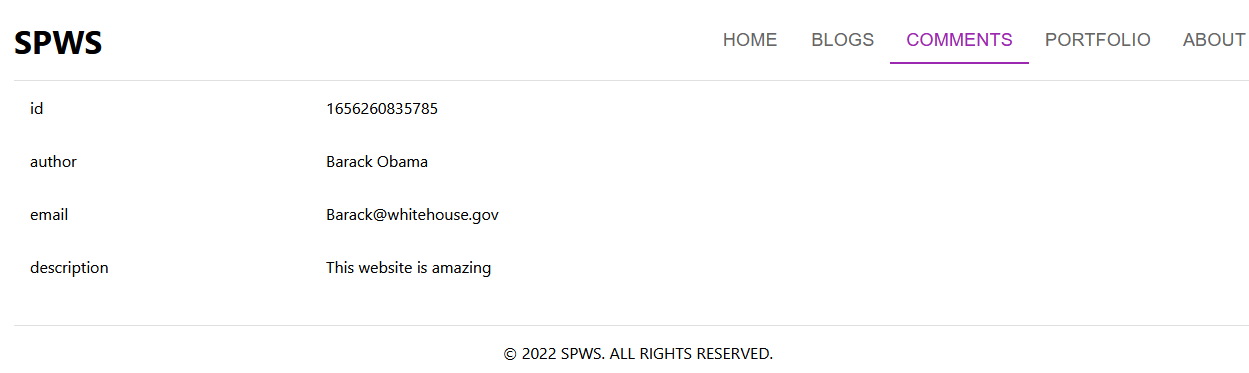 SPWS HOME BLOGS COMMENTS PORTFOLIO ABOUT
id 1656260835785
author Barack Obama
email Barack@whitehouse.gov
description This website is amazing
© 2022 SPWS. ALL RIGHTS RESERVED.